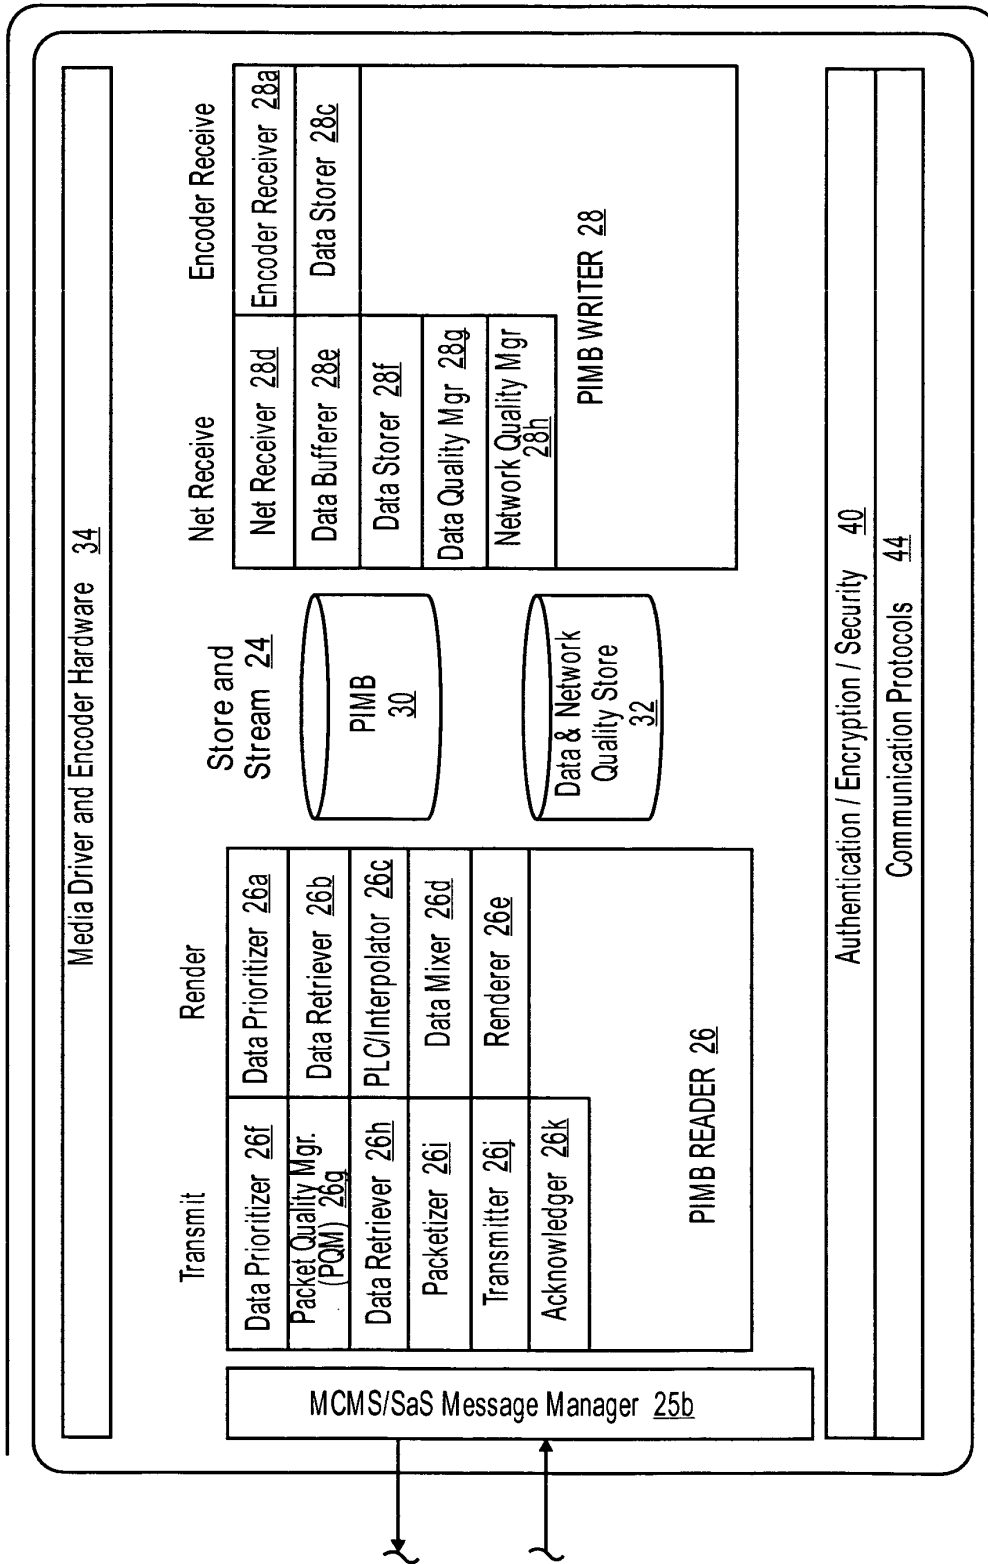 Media Driver and Encoder Hardware 34
Transmit
Render
Store and
Stream 24
Net Receive
Encoder Receive
MCMS/SaS Message Manager 25b
Data Prioritizer 26f
Packet Quality Mgr.
(PQM) 26g
Data Retriever 26h
Packetizer 26i
Transmitter 26j
Acknowledger 26k
Data Prioritizer 26a
Data Retriever 26b
PLC/Interpolator 26c
Data Mixer 26d
Renderer 26e
PIMB READER 26
PIMB
30
Data & Network
Quality Store
32
Net Receiver 28d
Data Bufferer 28e
Data Storer 28f
Data Quality Mgr 28g
Network Quality Mgr
28h
Encoder Receiver 28a
Data Storer 28c
PIMB WRITER 28
Authentication / Encryption / Security 40
Communication Protocols 44